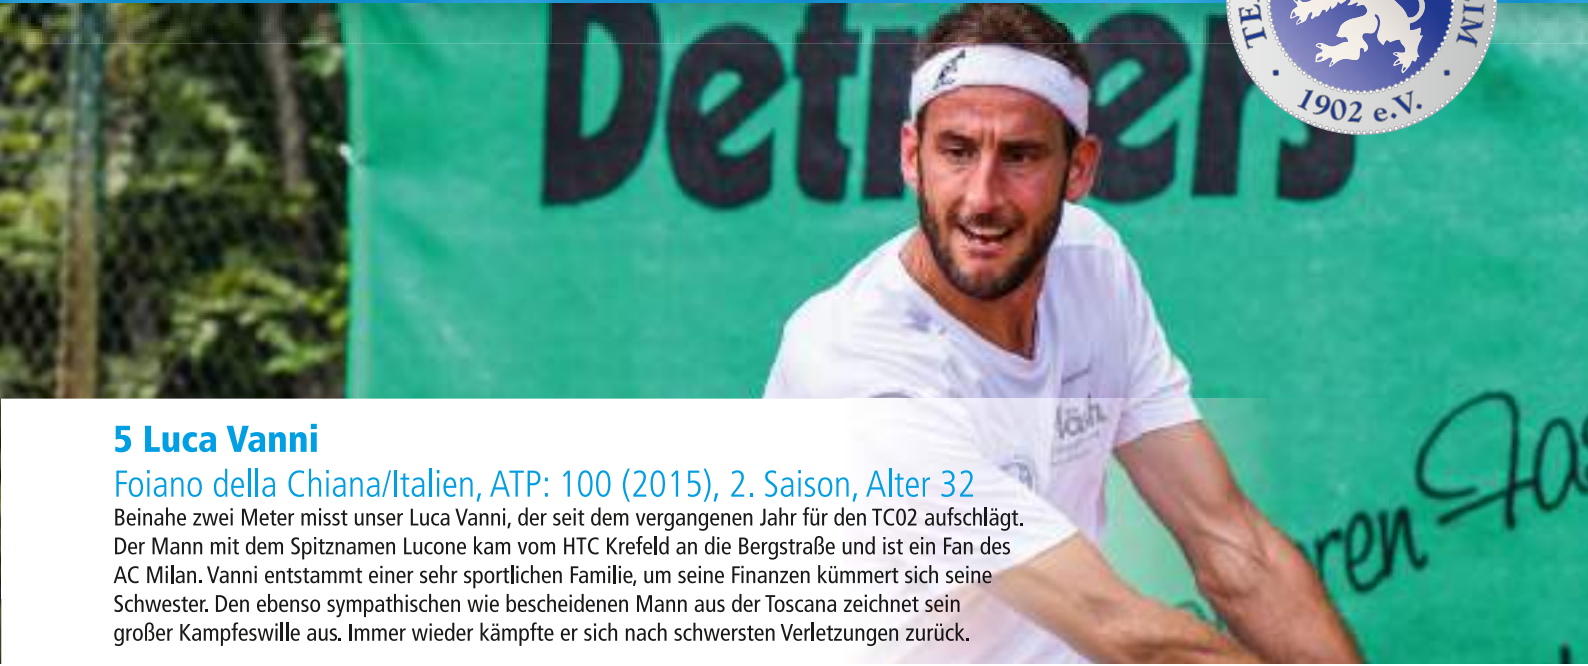 Detmers
TE
IM
1902 e.V.
äsch
ren
5 Luca Vanni
Foiano della Chiana/Italien, ATP: 100 (2015), 2. Saison, Alter 32
Beinahe zwei Meter misst unser Luca Vanni, der seit dem vergangenen Jahr für den TC02 aufschlägt.
Der Mann mit dem Spitznamen Lucone kam vom HTC Krefeld an die Bergstraße und ist ein Fan des
AC Milan. Vanni entstammt einer sehr sportlichen Familie, um seine Finanzen kümmert sich seine
Schwester. Den ebenso sympathischen wie bescheidenen Mann aus der Toscana zeichnet sein
großer Kampfeswille aus. Immer wieder kämpfte er sich nach schwersten Verletzungen zurück.